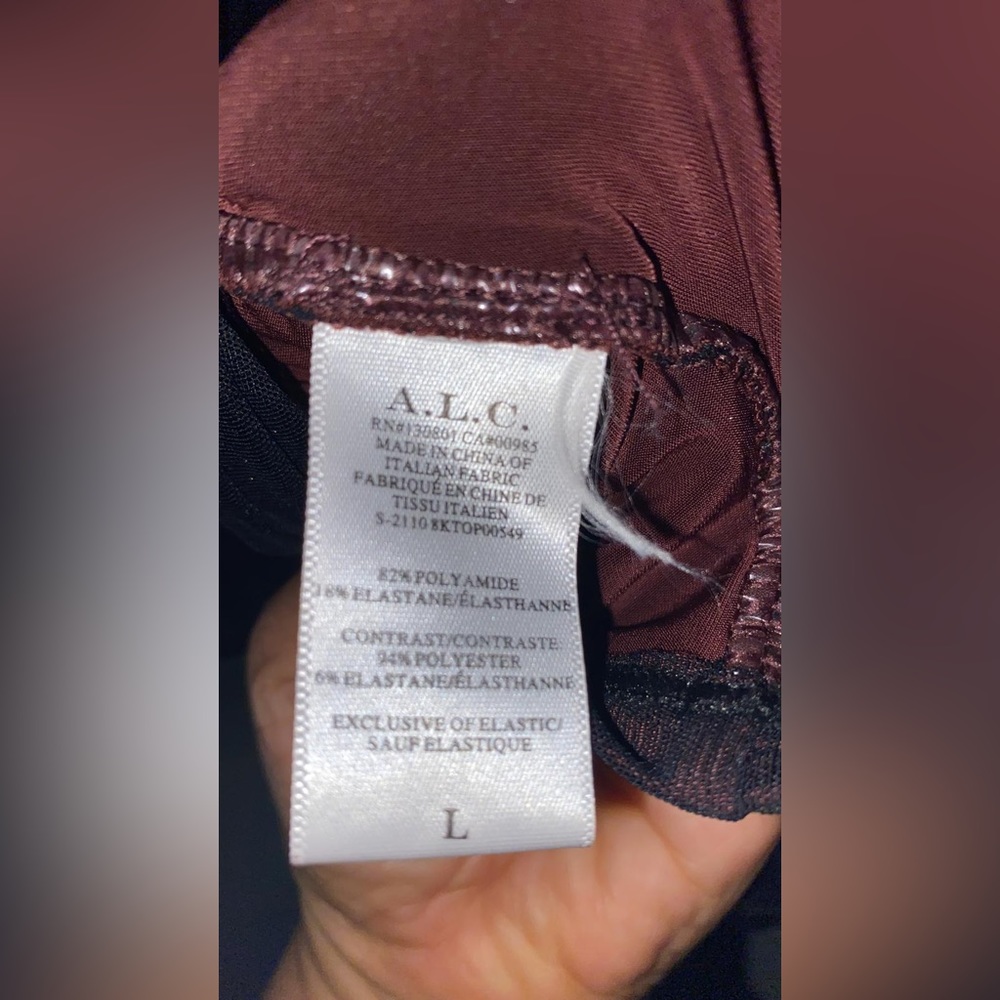 A.L.C.
RN#130801 CA#00985
MADE IN CHINA OF
ITALIAN FABRIC
FABRIQUÉ EN CHINE DE
TISSU ITALIEN
S-2110 8KTOP00549
82% POLYAMIDE
18% ELASTANE/ÉLASTHANNE
CONTRAST/CONTRASTE
94% POLYESTER
6% ELASTANE/ÉLASTHANNE
EXCLUSIVE OF ELASTIC/
SAUF ELASTIQUE
L